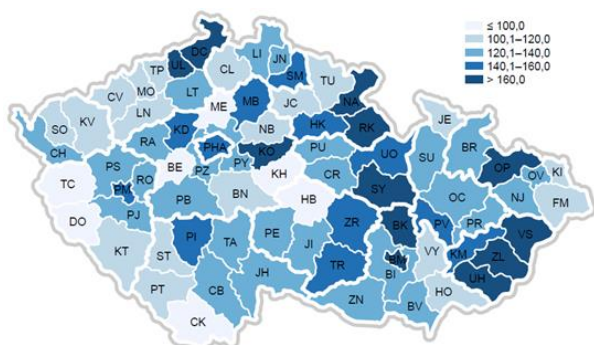 ≤ 100,0
100,1–120,0
120,1–140,0
140,1–160,0
> 160,0
DC
UL
LI
JN
TP
CL
SM
TU
MO
LT
CV
ME
MB
JC
NA
LN
SO
KV
NB
HK
RK
JE
CH
RA
KD
PHA
KO
PU
UO
SU
BR
PS
BE
PZ
PY
KH
CR
OP
OV
KI
TC
RO
PM
PB
BN
HB
SY
OC
NJ
FM
DO
PJ
PI
TA
PE
ZR
BK
PV
PR
VS
KT
ST
JI
VY
KM
ZL
TR
BM
BI
PT
CB
JH
UH
ZN
BV
HO
CK